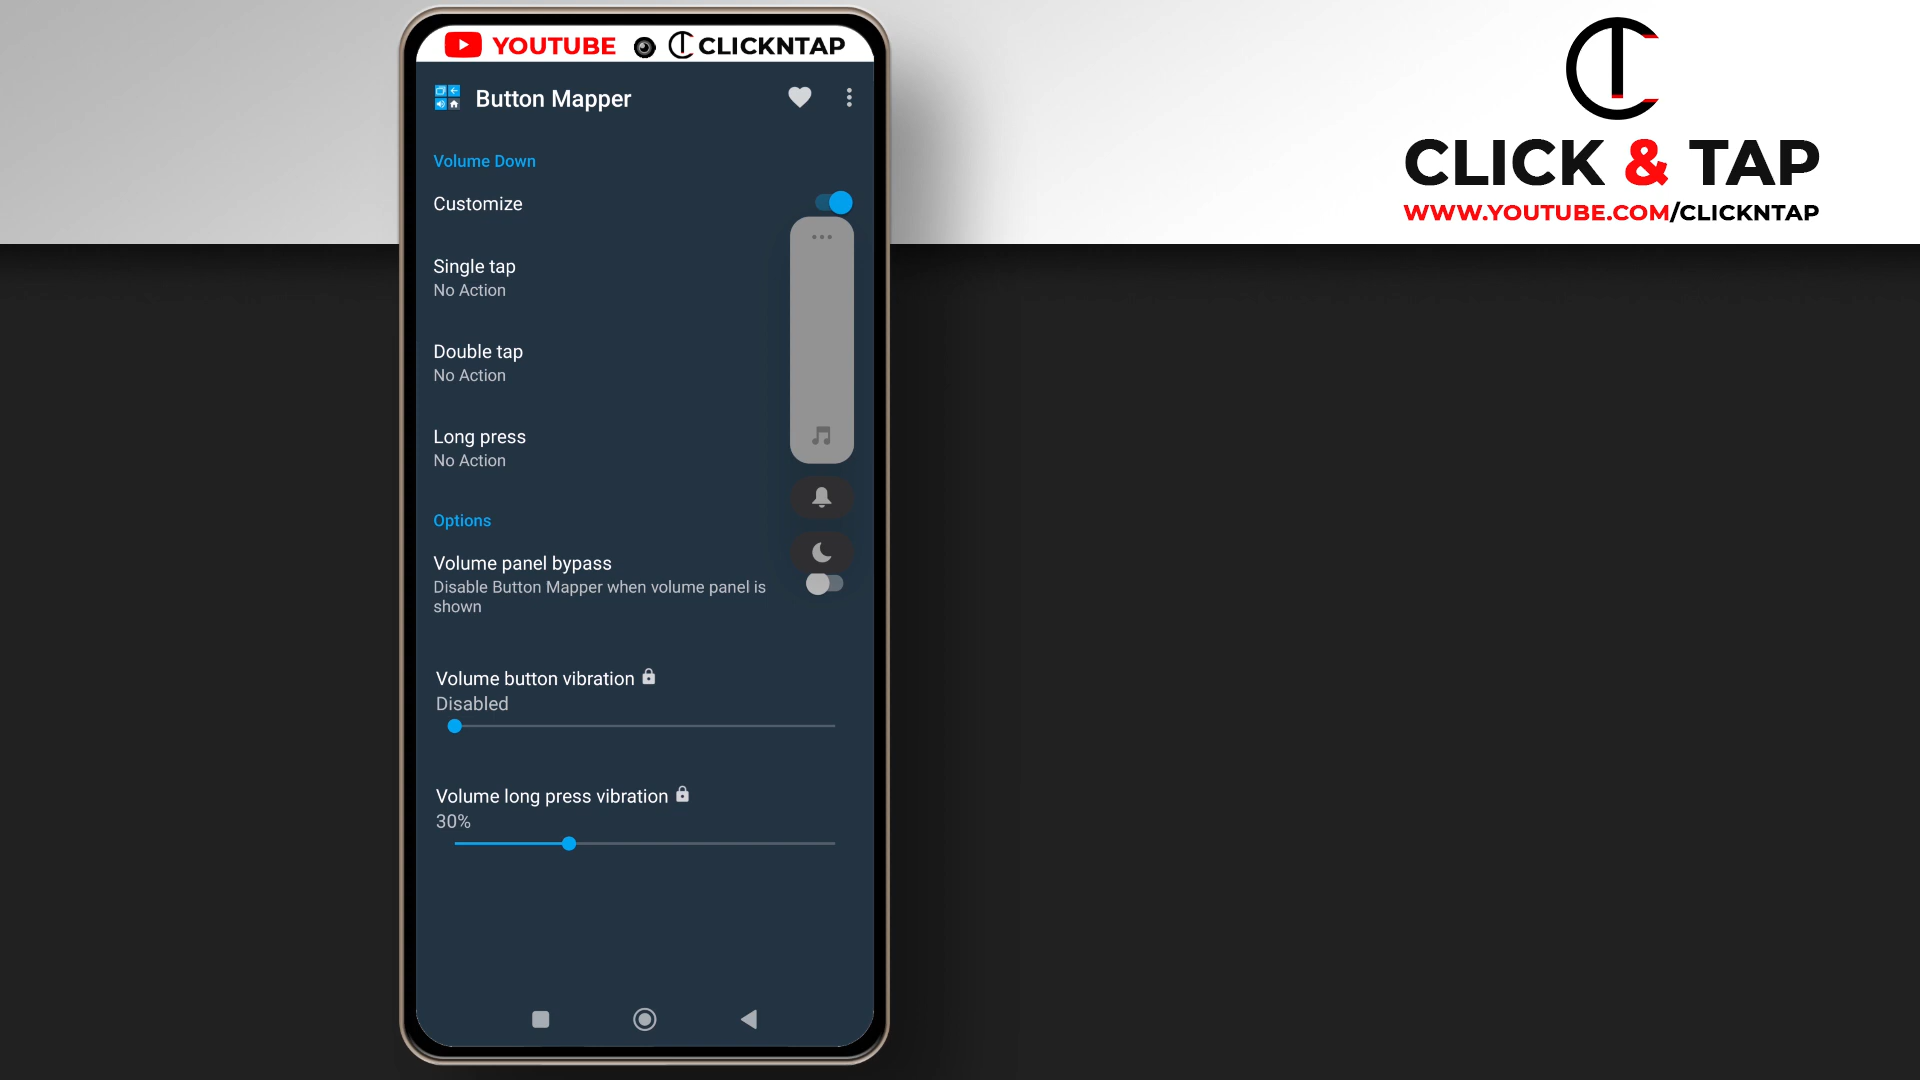 YOUTUBE CLICKNTAP
Button Mapper
Volume Down
Customize
Single tap
No Action
Double tap
No Action
Long press
No Action
Options
Volume panel bypass
Disable Button Mapper when volume panel is
shown
Volume button vibration
Disabled
Volume long press vibration
30%
CLICK & TAP
WWW.YOUTUBE.COM/CLICKNTAP